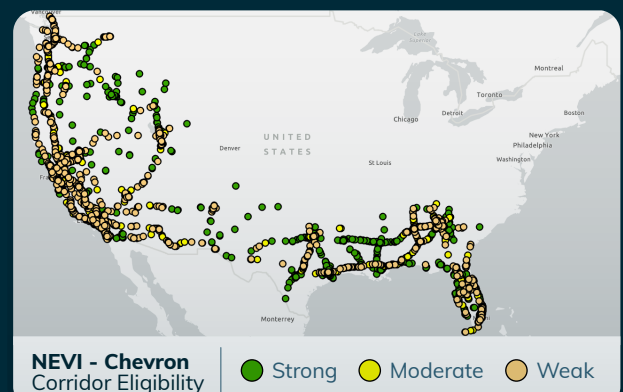 Vancouver
Lake
Superior
Montreal
Toronto
Detroit
Boston
Chicago
New York
Philadelphia
UNITED
STATES
Denver
Washington
St Louis
Monterrey
NEVI - Chevron
Corridor Eligibility
Strong
Moderate
Weak